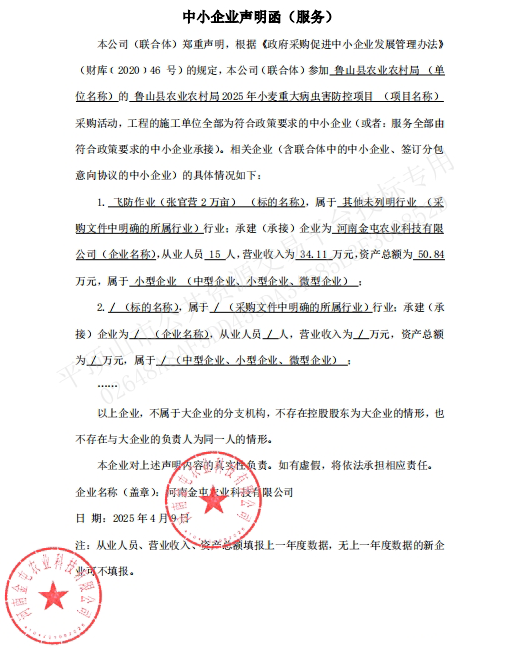 中小企业声明函（服务）
本公司（联合体）郑重声明，根据《政府采购促进中小企业发展管理办法》
（财库﹝2020﹞46 号）的规定，本公司（联合体）参加 鲁山县农业农村局 （单
位名称）的 鲁山县农业农村局 2025 年小麦重大病虫害防控项目 （项目名称）
采购活动，工程的施工单位全部为符合政策要求的中小企业（或者：服务全部由
符合政策要求的中小企业承接）。相关企业（含联合体中的中小企业、签订分包
意向协议的中小企业）的具体情况如下：
1. 飞防作业（张官营 2 万亩） （标的名称），属于 其他未列明行业 （采
购文件中明确的所属行业）行业；承建（承接）企业为 河南金屯农业科技有限
公司（企业名称），从业人员 15 人，营业收入为 34.11 万元，资产总额为 50.84
万元，属于 小型企业 （中型企业、小型企业、微型企业） ；
2. / （标的名称），属于 / （采购文件中明确的所属行业）行业；承建（承
接）企业为 / （企业名称），从业人员 / 人，营业收入为 / 万元，资产总额
为 / 万元，属于 / （中型企业、小型企业、微型企业） ；
……
以上企业，不属于大企业的分支机构，不存在控股股东为大企业的情形，也
不存在与大企业的负责人为同一人的情形。
本企业对上述声明内容的真实性负责。如有虚假，将依法承担相应责任。
企业名称（盖章）：河南金屯农业科技有限公司
日 期：2025 年 4 月 9 日
注：从业人员、营业收入、资产总额填报上一年度数据，无上一年度数据的新企
业可不填报。
河南金屯农业科技有限公司
河南金屯农业科技有限公司